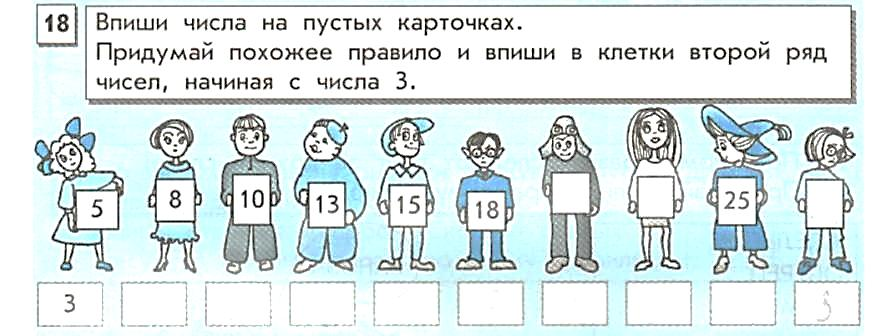 18
Впиши числа на пустых карточках.
Придумай похожее правило и впиши в клетки второй ряд
чисел, начиная с числа 3.
5 8 10 13 15 18 25
3